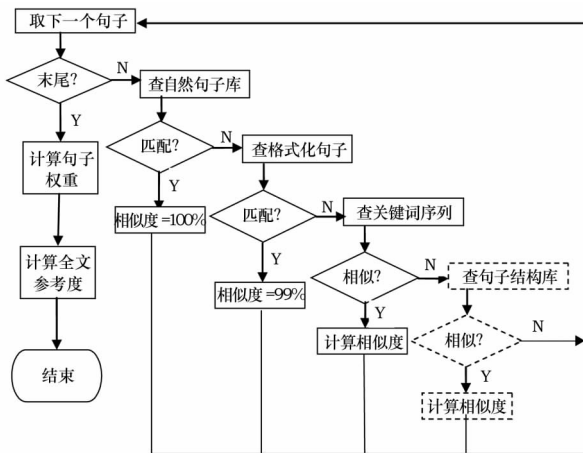 取下一个句子
末尾?
N
查自然句子库
Y
匹配?
N
查格式化句子
计算句子
权重
Y
相似度=100%
匹配?
N
查关键词序列
计算全文
参考度
Y
相似度=99%
相似?
N
查句子结构库
Y
计算相似度
相似?
N
结束
Y
计算相似度